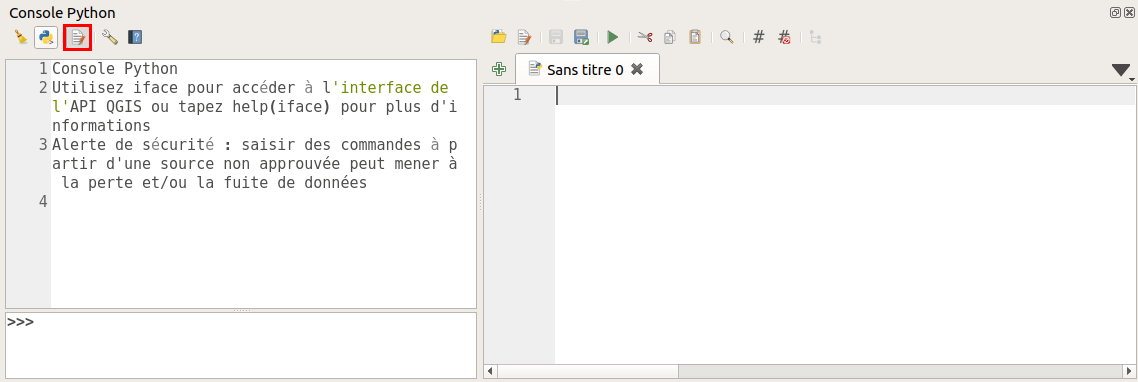 Console Python
1 Console Python
2 Utilisez iface pour accéder à l'interface de
l'API QGIS ou tapez help(iface) pour plus d'i
nformations
3 Alerte de sécurité : saisir des commandes à p
artir d'une source non approuvée peut mener à
la perte et/ou la fuite de données
4
>>>
# #
Sans titre 0
1